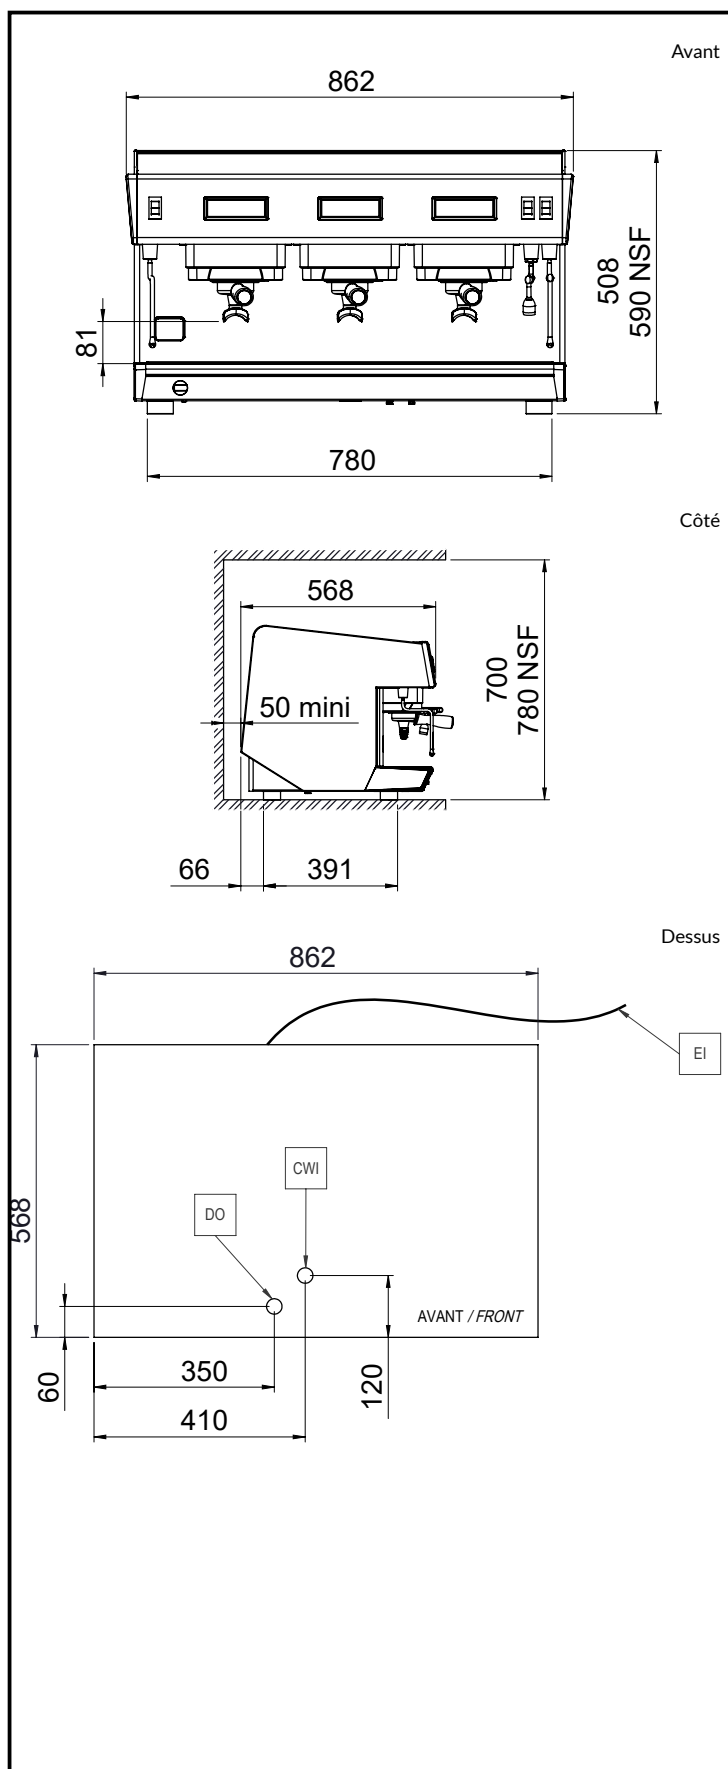 Avant
862
508
590 NSF
81
780
Côté
568
700
780 NSF
50 mini
66
391
Dessus
862
EI
CWI
DO
568
AVANT / FRONT
60
350
120
410